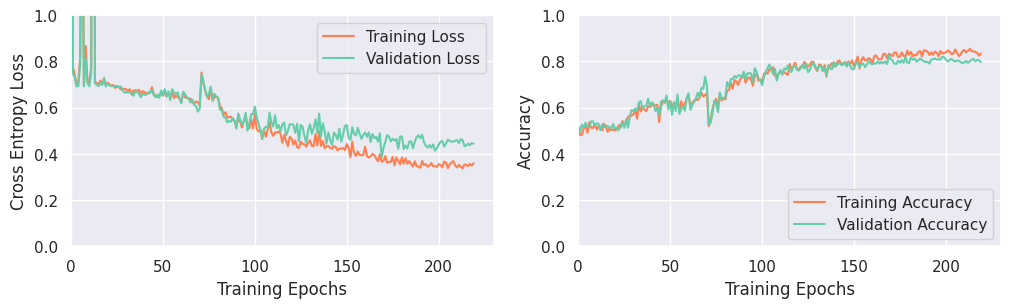 1.0
0.8
0.6
0.4
0.2
0.0
Cross Entropy Loss
0
50
100
150
200
Training Epochs
Training Loss
Validation Loss
1.0
0.8
0.6
0.4
0.2
0.0
Accuracy
0
50
100
150
200
Training Epochs
Training Accuracy
Validation Accuracy